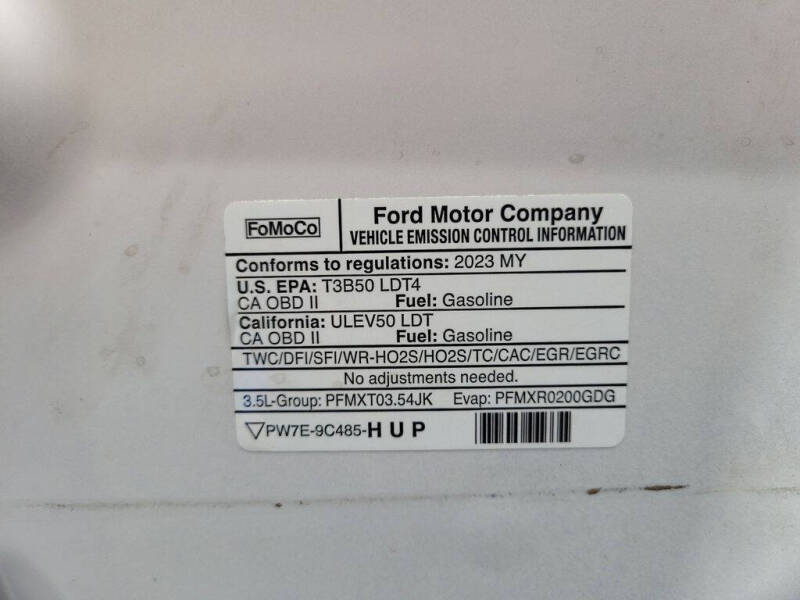 FoMoCo
Ford Motor Company
VEHICLE EMISSION CONTROL INFORMATION
Conforms to regulations: 2023 MY
U.S. EPA: T3B50 LDT4
CA OBD II Fuel: Gasoline
California: ULEV50 LDT
CA OBD II Fuel: Gasoline
TWC/DFI/SFI/WR-HO2S/HO2S/TC/CAC/EGR/EGRC
No adjustments needed.
3.5L-Group: PFMXT03.54JK Evap: PFMXR0200GDG
PW7E-9C485-HUP